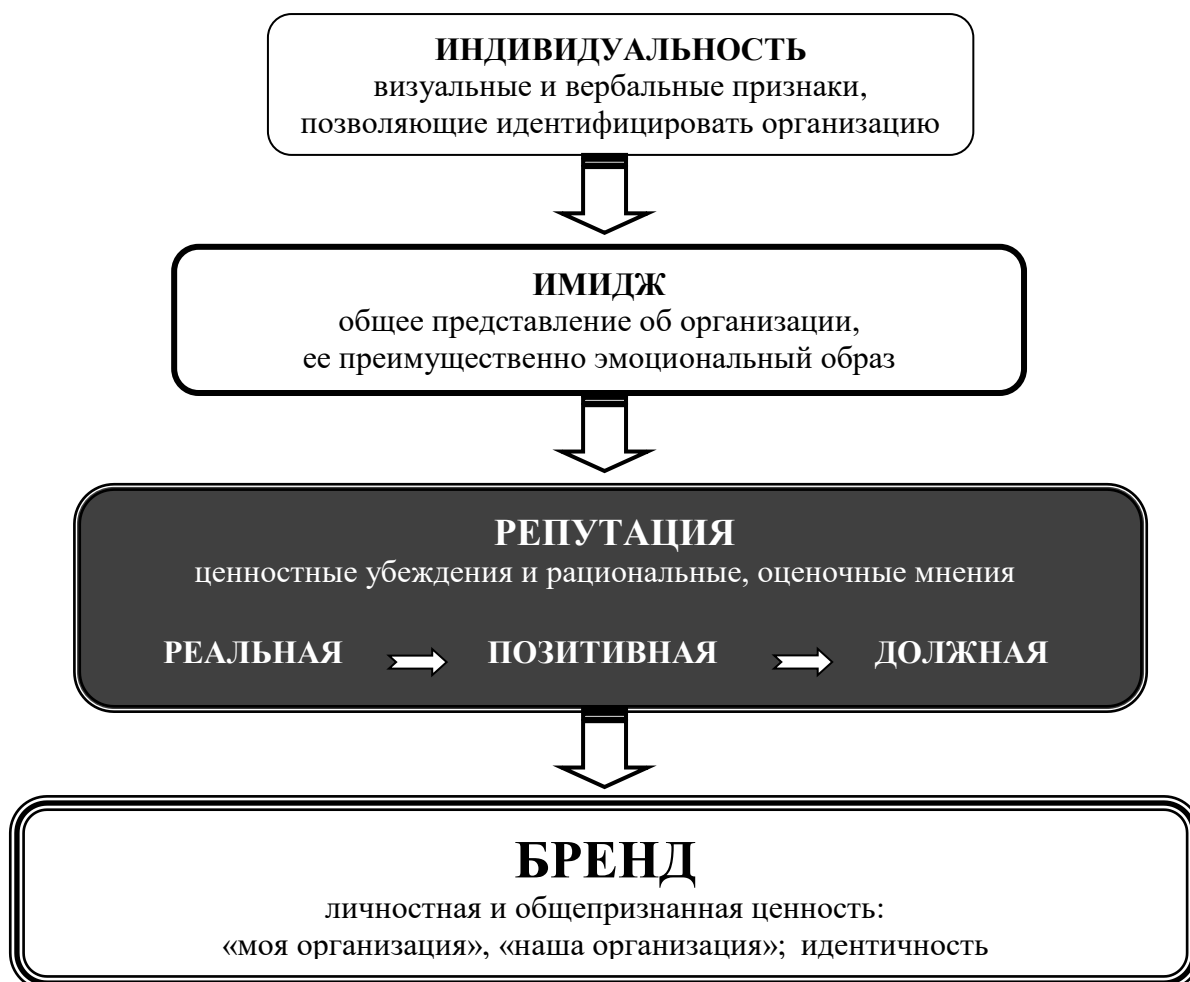 ИНДИВИДУАЛЬНОСТЬ
визуальные и вербальные признаки,
позволяющие идентифицировать организацию
ИМИДЖ
общее представление об организации,
ее преимущественно эмоциональный образ
РЕПУТАЦИЯ
ценностные убеждения и рациональные, оценочные мнения
РЕАЛЬНАЯ ПОЗИТИВНАЯ ДОЛЖНАЯ
БРЕНД
личностная и общепризнанная ценность:
«моя организация», «наша организация»; идентичность